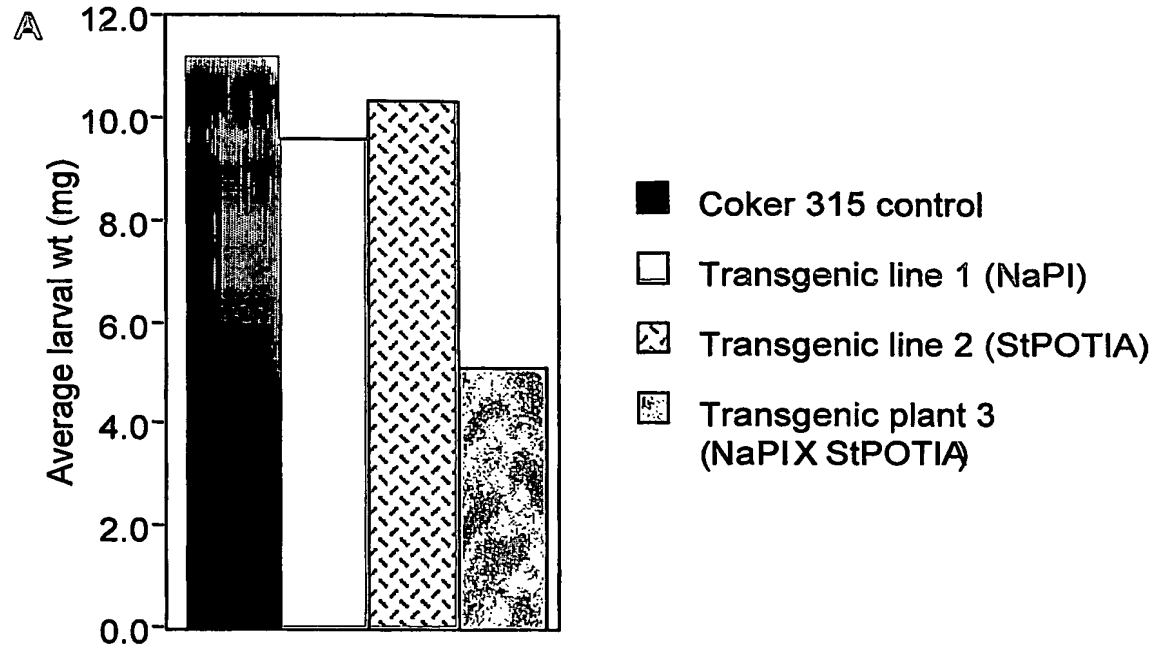 A
12.0
10.0
8.0
6.0
4.0
2.0
0.0
Average larval wt (mg)
Coker 315 control
Transgenic line 1 (NaPI)
Transgenic line 2 (StPOTIA)
Transgenic plant 3
(NaPIX StPOTIA)